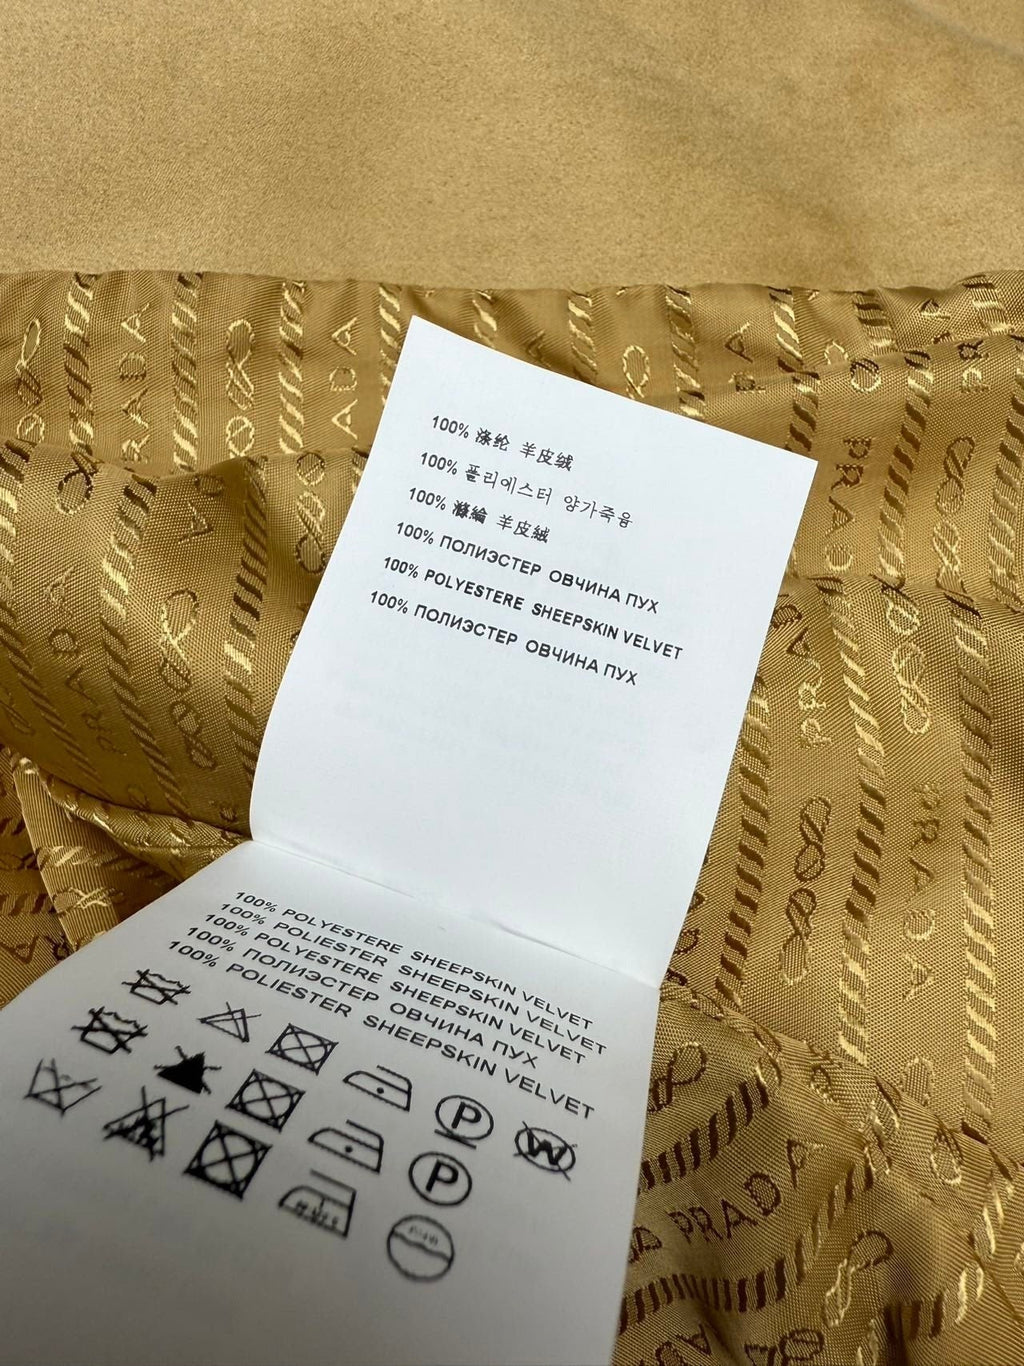 100% 涤纶 羊皮绒
100% 폴리에스터 양가죽융
100% 滌綸 羊皮絨
100% ПОЛИЭСТЕР ОВЧИНА ПУХ
100% POLYESTERE SHEEPSKIN VELVET
100% ПОЛИЭСТЕР ОВЧИНА ПУХ
100% POLYESTERE SHEEPSKIN VELVET
100% POLIESTER SHEEPSKIN VELVET
100% POLYESTERE SHEEPSKIN VELVET
100% ПОЛИЭСТЕР ОВЧИНА ПУХ
100% POLIESTER SHEEPSKIN VELVET
P
W
P
PRADA
PRADA
PRADA
PRADA